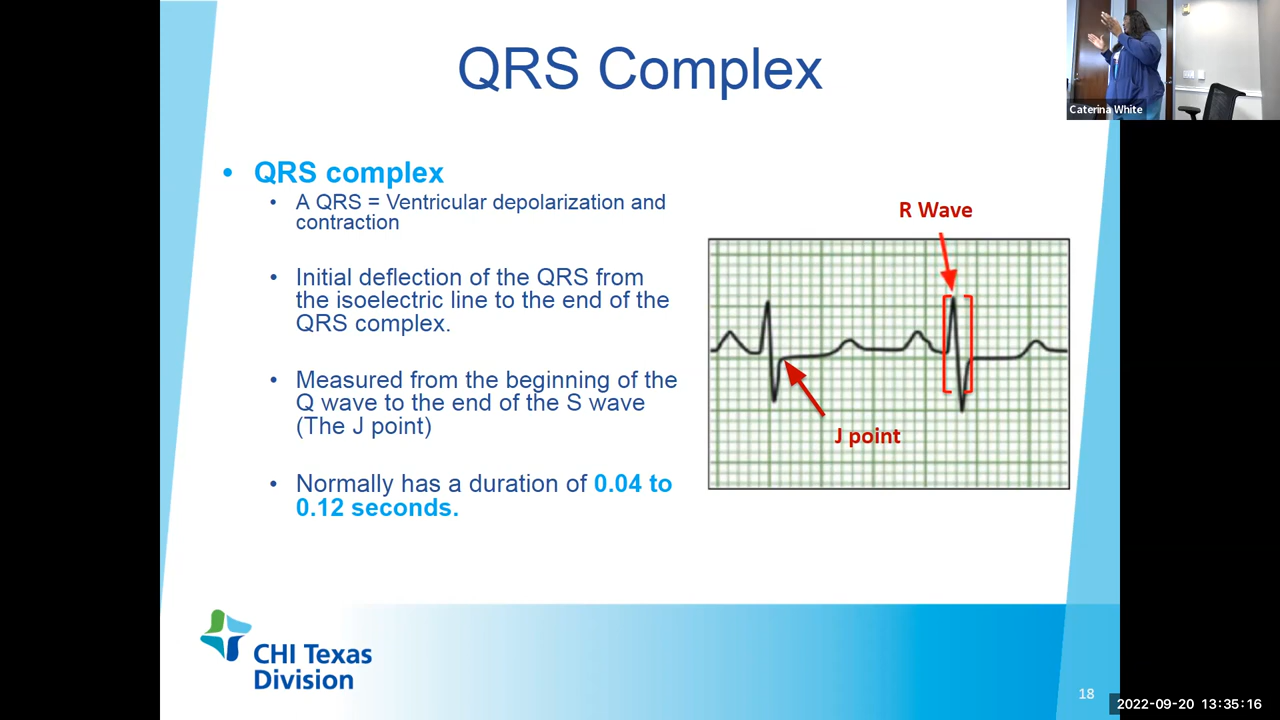 QRS Complex
Caterina White
• QRS complex
• A QRS = Ventricular depolarization and
contraction
• Initial deflection of the QRS from
the isoelectric line to the end of the
QRS complex.
• Measured from the beginning of the
Q wave to the end of the S wave
(The J point)
• Normally has a duration of 0.04 to
0.12 seconds.
R Wave
J point
CHI Texas
Division
18
2022-09-20 13:35:16